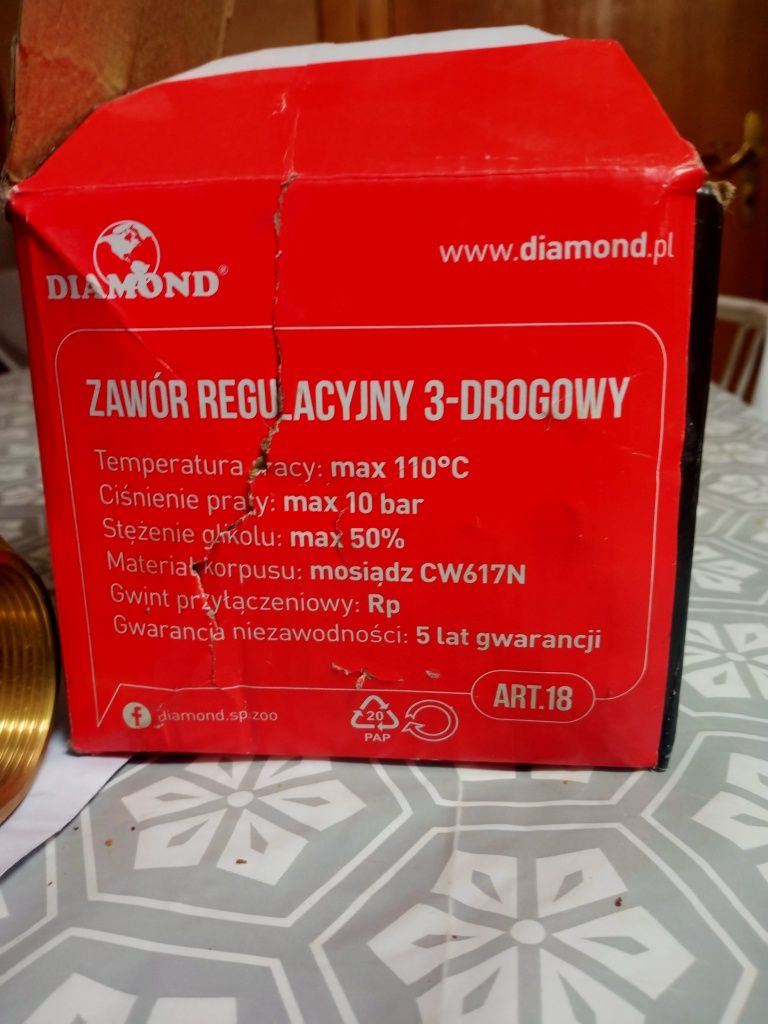 DIAMOND®
www.diamond.pl
ZAWÓR REGULACYJNY 3-DROGOWY
Temperatura pracy: max 110°C
Ciśnienie pracy: max 10 bar
Stężenie glikolu: max 50%
Materiał korpusu: mosiądz CW617N
Gwint przyłączeniowy: Rp
Gwarancja niezawodności: 5 lat gwarancji
ART.18
f diamond.sp.zoo
20
PAP